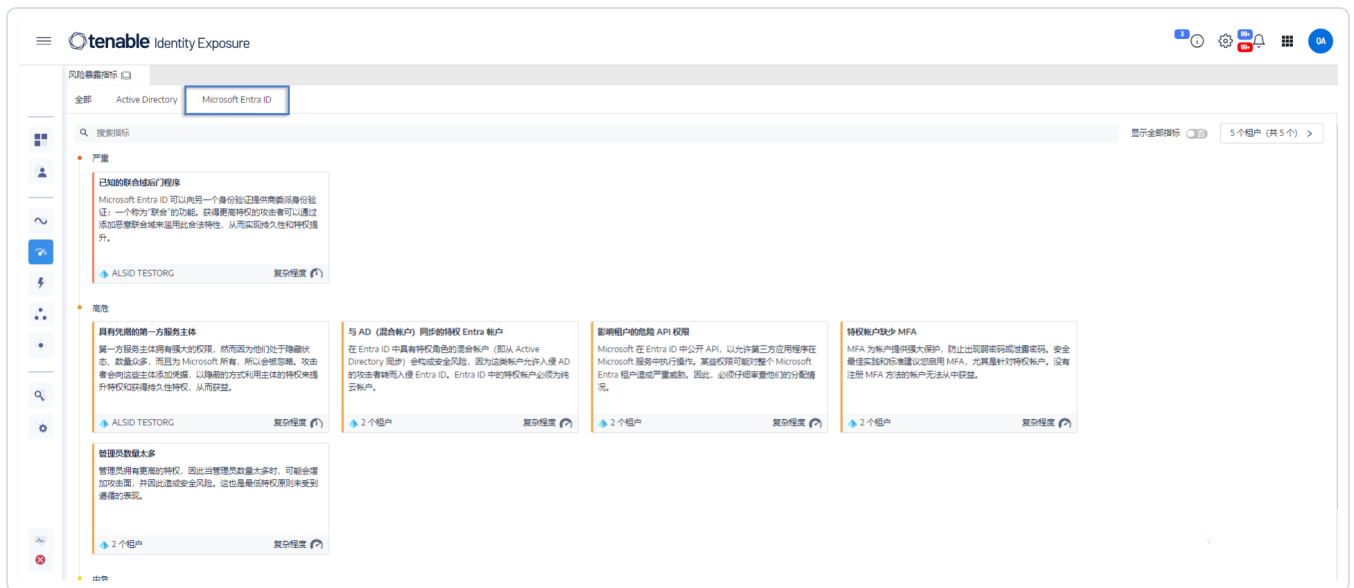 tenable Identity Exposure
3
99+
99+
OA
风险暴露指标
全部 Active Directory Microsoft Entra ID
搜索指标
显示全部指标 否 5 个租户（共 5 个） >
严重
已知的联合域后门程序
Microsoft Entra ID 可以向另一个身份验证提供商委派身份验
证：一个称为“联合”的功能。获得更高特权的攻击者可以通过
添加恶意联合域来滥用此合法特性，从而实现持久性和特权提
升。
ALSID TESTORG 复杂程度
高危
具有凭据的第一方服务主体
第一方服务主体拥有强大的权限，然而因为他们处于隐藏状
态、数量众多，而且为 Microsoft 所有，所以会被忽略。攻击
者会向这些主体添加凭据，以隐蔽的方式利用主体的特权来提
升特权和获得持久性特权，从而获益。
ALSID TESTORG 复杂程度
与 AD（混合帐户）同步的特权 Entra 帐户
在 Entra ID 中具有特权角色的混合帐户（即从 Active
Directory 同步）会构成安全风险，因为这类帐户允许入侵 AD
的攻击者转而入侵 Entra ID。Entra ID 中的特权帐户必须为纯
云帐户。
2 个租户 复杂程度
影响租户的危险 API 权限
Microsoft 在 Entra ID 中公开 API，以允许第三方应用程序在
Microsoft 服务中执行操作。某些权限可能对整个 Microsoft
Entra 租户造成严重威胁。因此，必须仔细审查他们的分配情
况。
2 个租户 复杂程度
特权帐户缺少 MFA
MFA 为帐户提供强大保护，防止出现弱密码或泄露密码。安全
最佳实践和标准建议您启用 MFA，尤其是针对特权帐户。没有
注册 MFA 方法的帐户无法从中获益。
2 个租户 复杂程度
管理员数量太多
管理员拥有更高的特权，因此当管理员数量太多时，可能会增
加攻击面，并因此造成安全风险。这也是最低特权原则未受到
遵循的表现。
2 个租户 复杂程度
中危